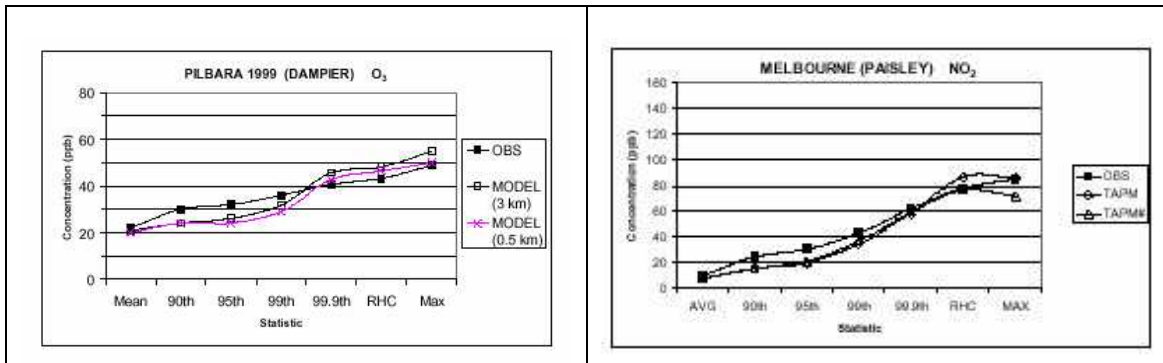 PILBARA 1999 (DAMPIER) O₃
Concentration (ppb)
80
60
40
20
0
Mean 90th 95th 99th 99.9th RHC Max
Statistic
OBS
MODEL
(3 km)
MODEL
(0.5 km)
MELBOURNE (PAISLEY) NO₂
Concentration (ppb)
160
140
120
100
80
60
40
20
0
AVG 90th 95th 99th 99.9th RHC MAX
Statistic
OBS
TAPM
TAPM#